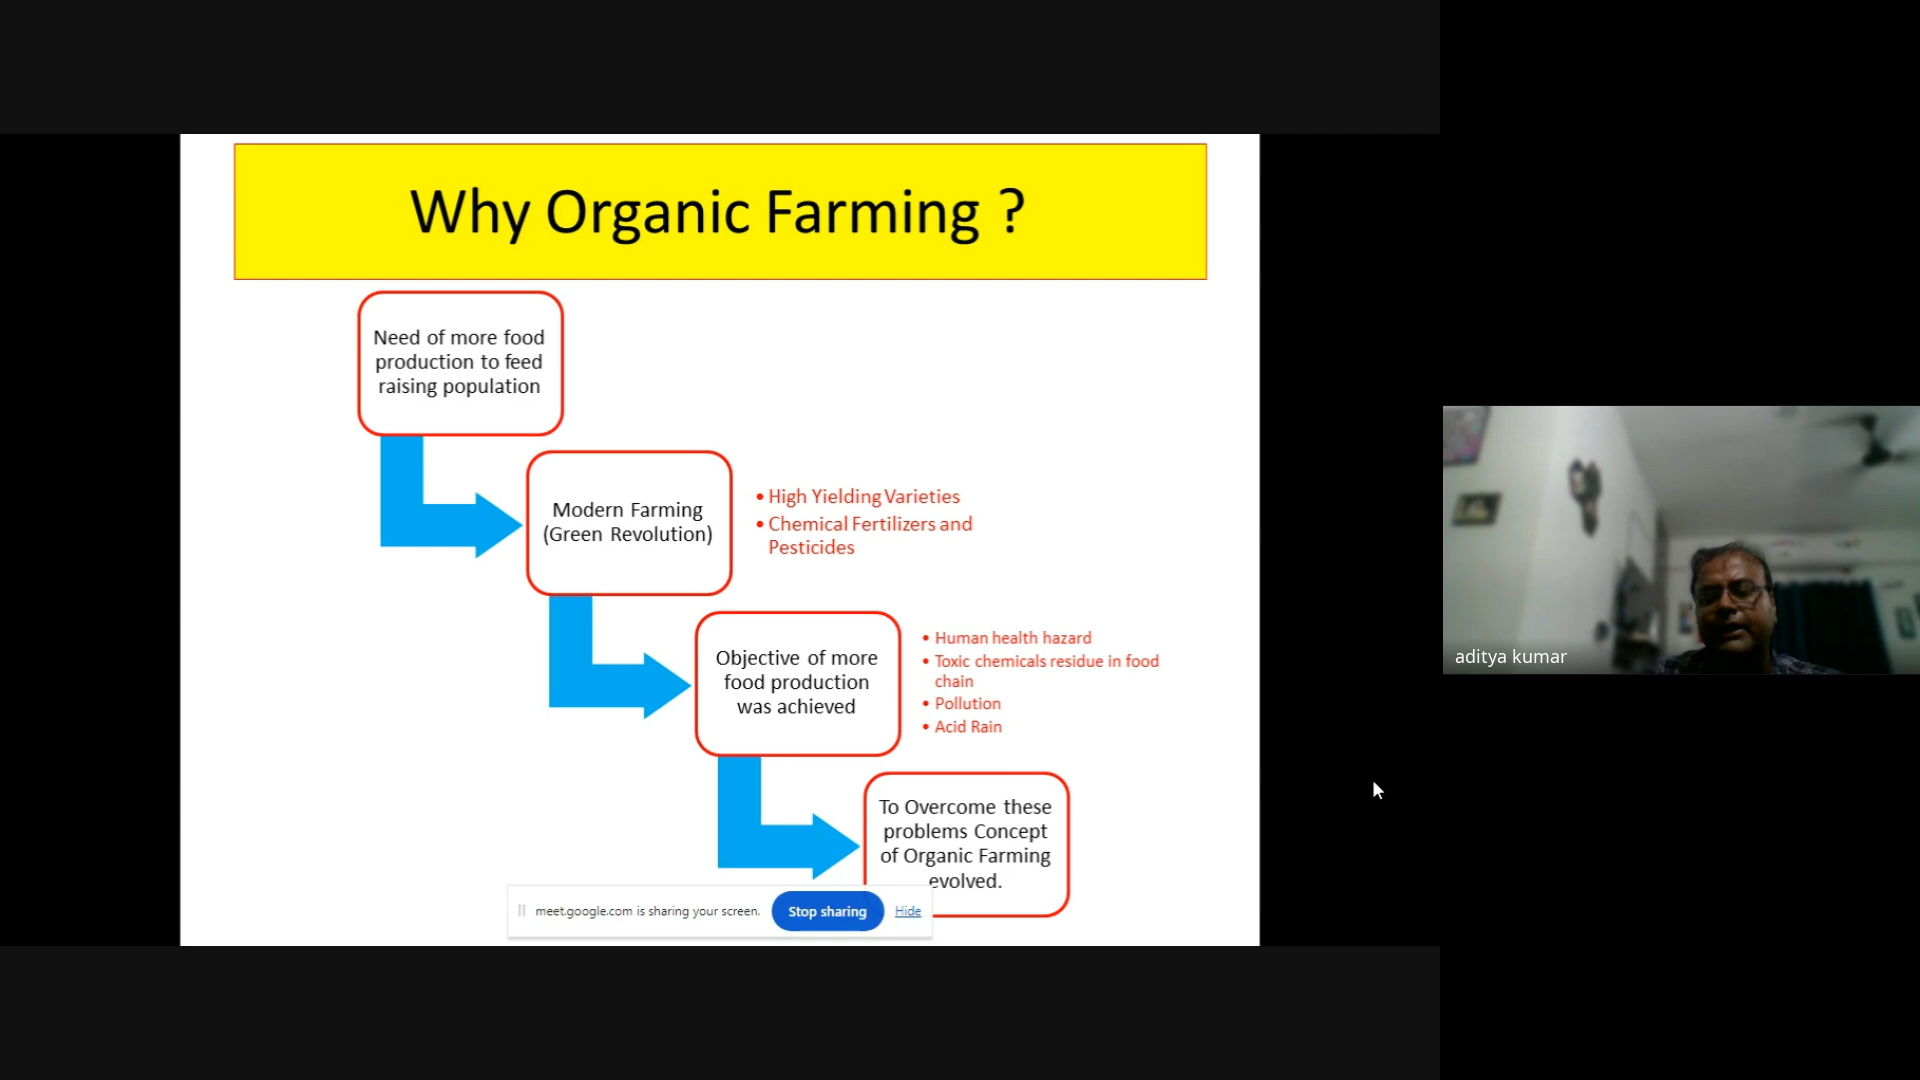 Why Organic Farming ?
Need of more food
production to feed
raising population
Modern Farming
(Green Revolution)
• High Yielding Varieties
• Chemical Fertilizers and
Pesticides
Objective of more
food production
was achieved
• Human health hazard
• Toxic chemicals residue in food
chain
• Pollution
• Acid Rain
To Overcome these
problems Concept
of Organic Farming
evolved.
meet.google.com is sharing your screen. Stop sharing Hide
aditya kumar